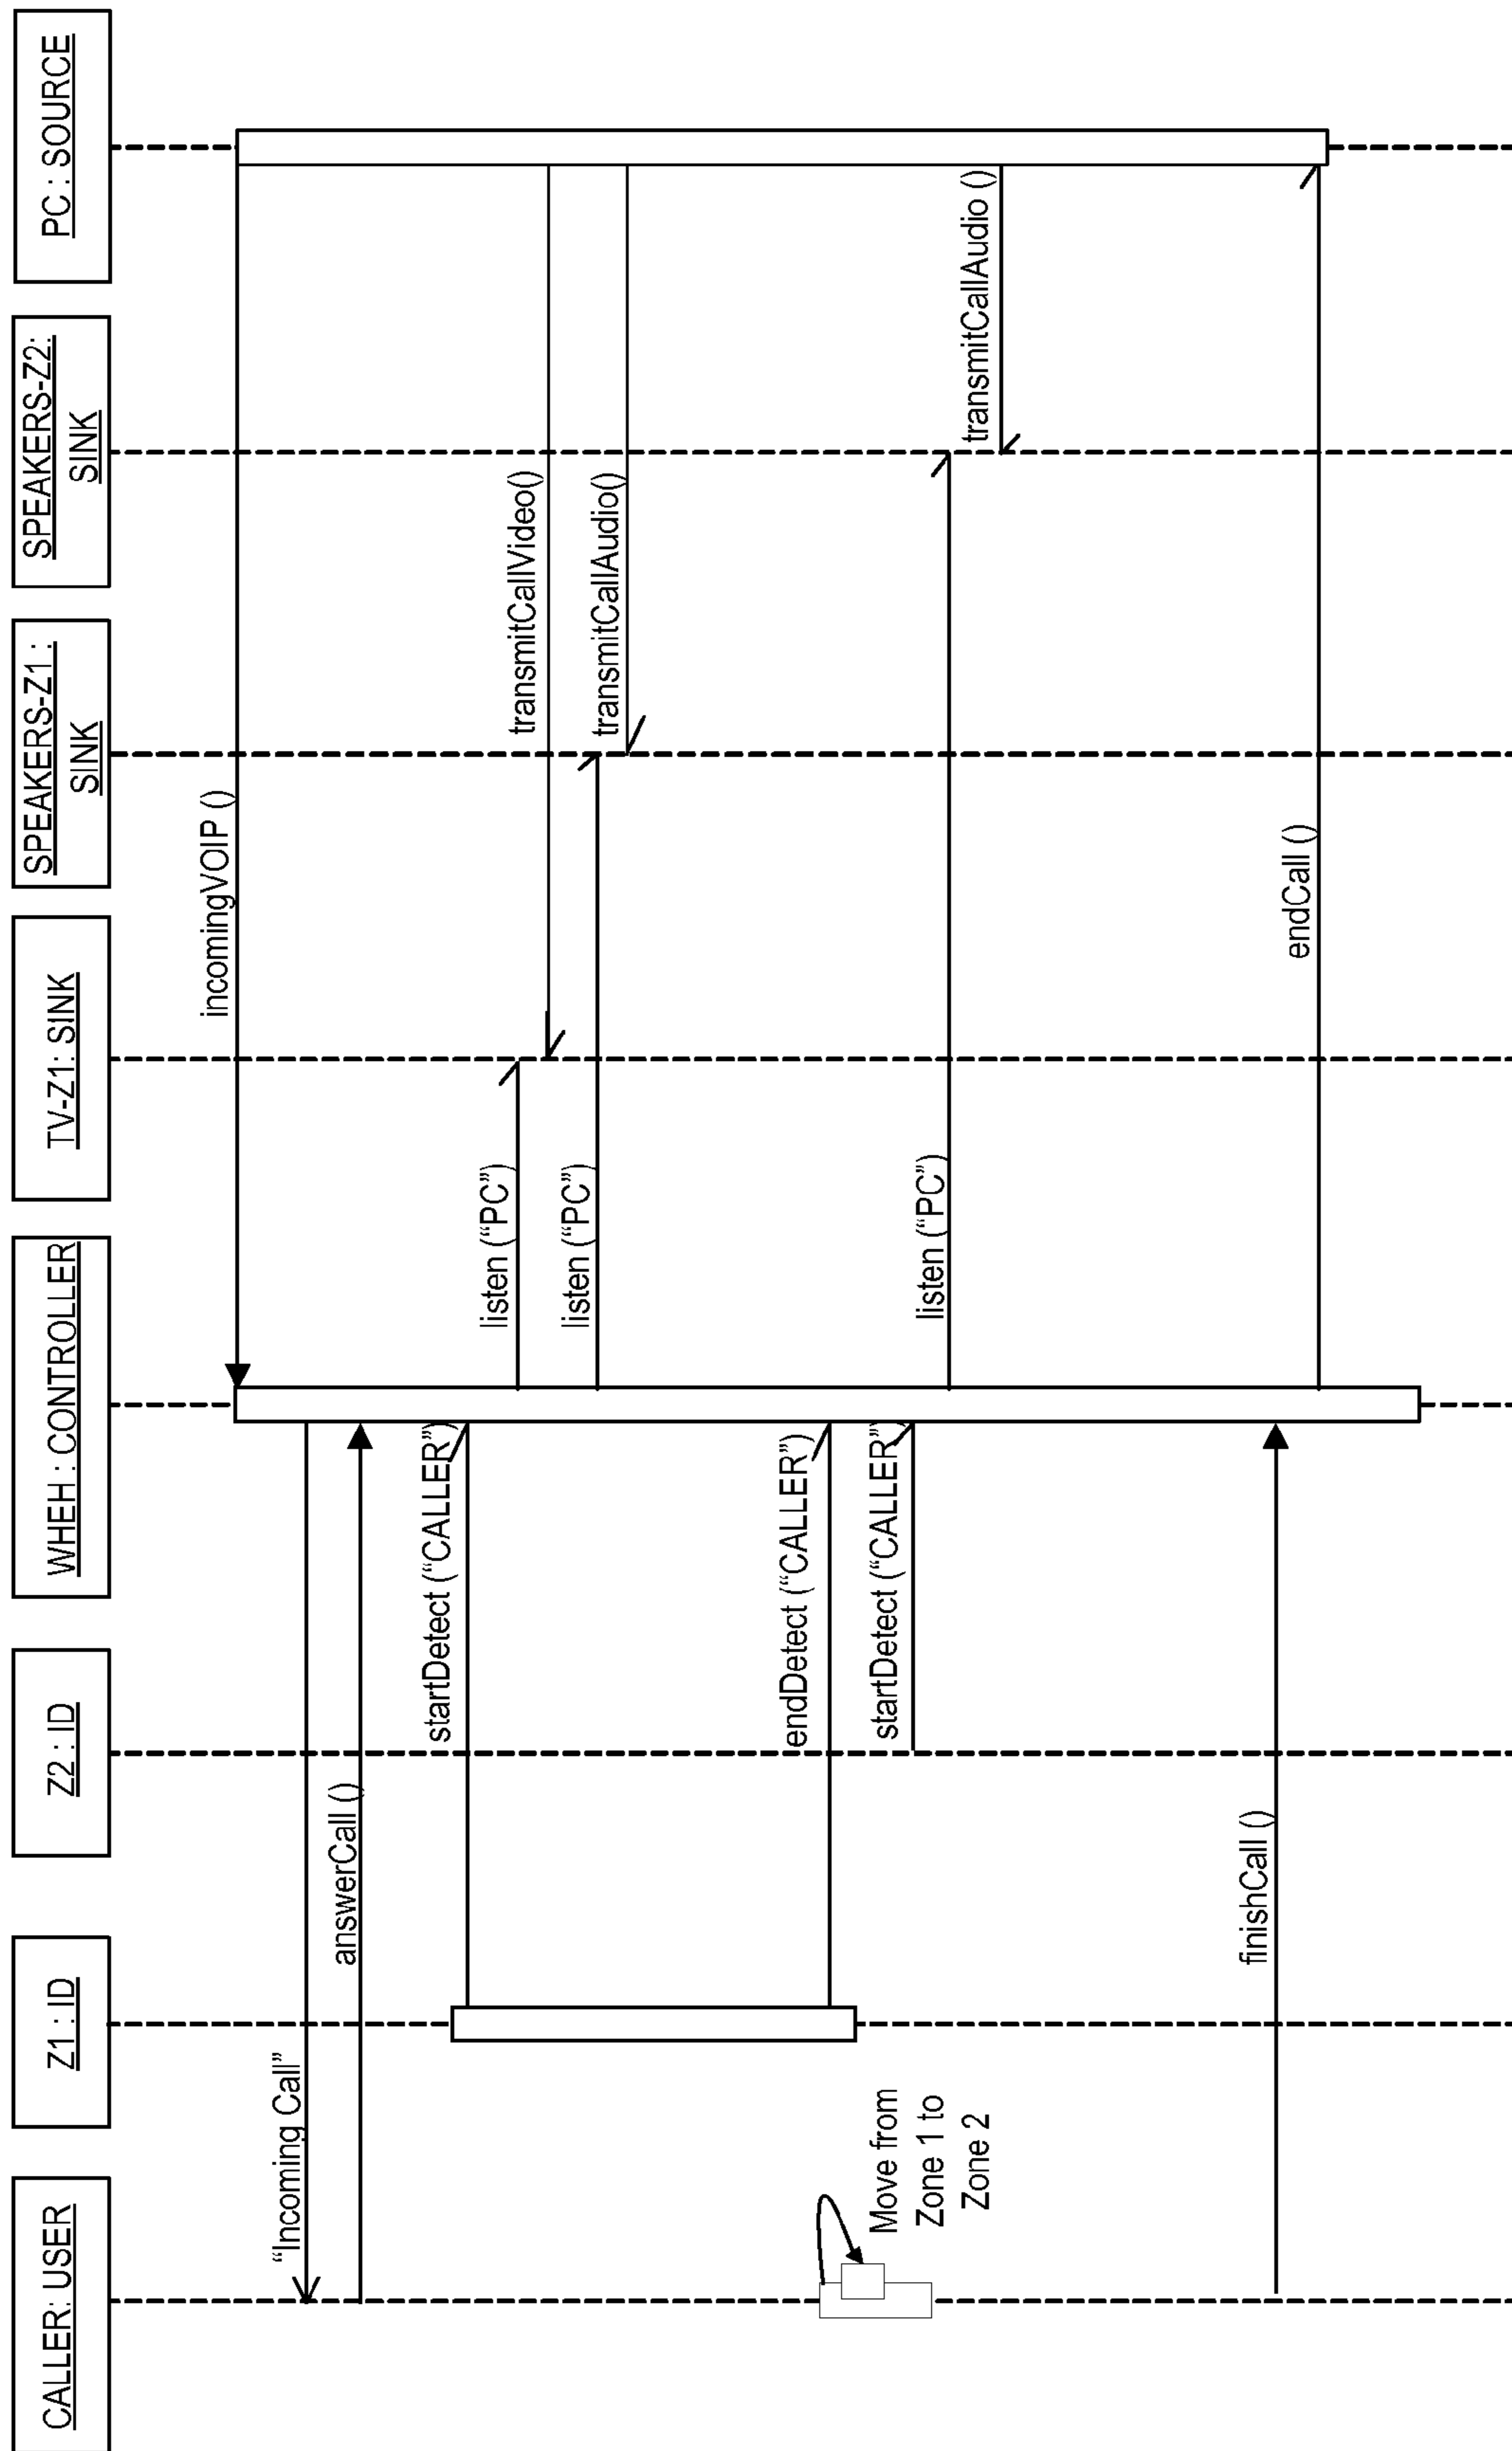 CALLER: USER
Z1 : ID
Z2 : ID
WHEH : CONTROLLER
TV-Z1: SINK
SPEAKERS-Z1 :
SINK
SPEAKERS-Z2:
SINK
PC : SOURCE
incomingVOIP ()
“Incoming Call”
answerCall ()
startDetect (“CALLER”)
listen (“PC”)
transmitCallVideo()
listen (“PC”)
transmitCallAudio()
Move from
Zone 1 to
Zone 2
endDetect (“CALLER”)
startDetect (“CALLER”)
listen (“PC”)
transmitCallAudio ()
finishCall ()
endCall ()